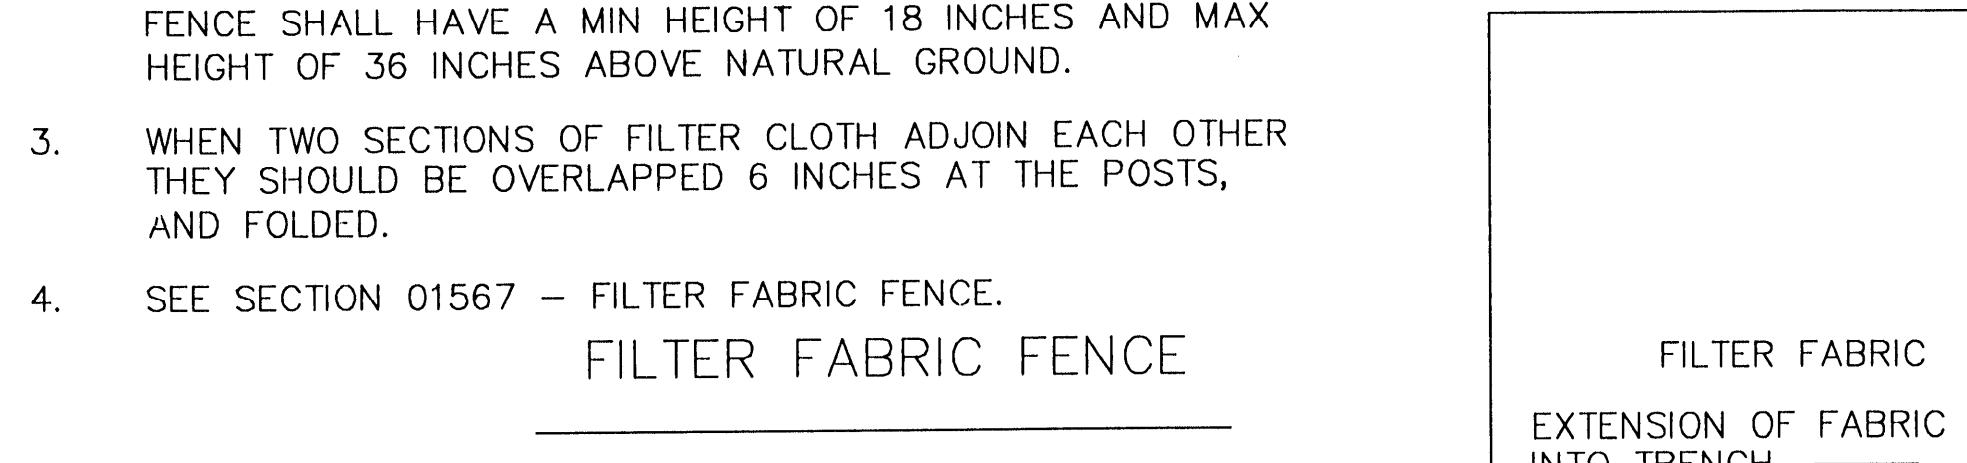 FENCE SHALL HAVE A MIN HEIGHT OF 18 INCHES AND MAX
HEIGHT OF 36 INCHES ABOVE NATURAL GROUND.
3. WHEN TWO SECTIONS OF FILTER CLOTH ADJOIN EACH OTHER
THEY SHOULD BE OVERLAPPED 6 INCHES AT THE POSTS,
AND FOLDED.
4. SEE SECTION 01567 – FILTER FABRIC FENCE.
FILTER FABRIC FENCE
FILTER FABRIC
EXTENSION OF FABRIC
INTO TRENCH